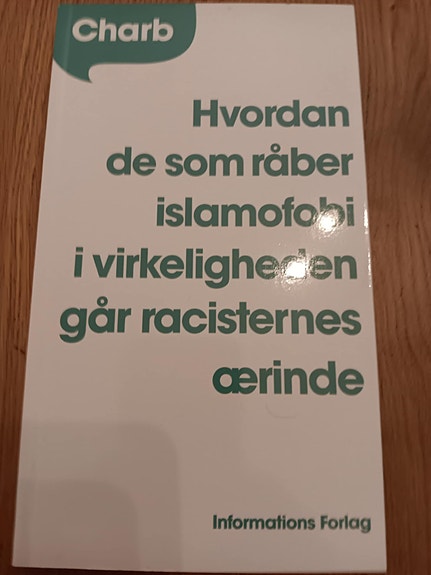 Charb
Hvordan
de som råber
islamofobi
i virkeligheden
går racisternes
ærinde
Informations Forlag